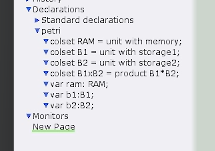 Declarations
Standard declarations
petri
colset RAM = unit with memory;
colset B1 = unit with storage1;
colset B2 = unit with storage2;
colset B1xB2 = product B1*B2;
var ram: RAM;
var b1:B1;
var b2:B2;
Monitors
New Page